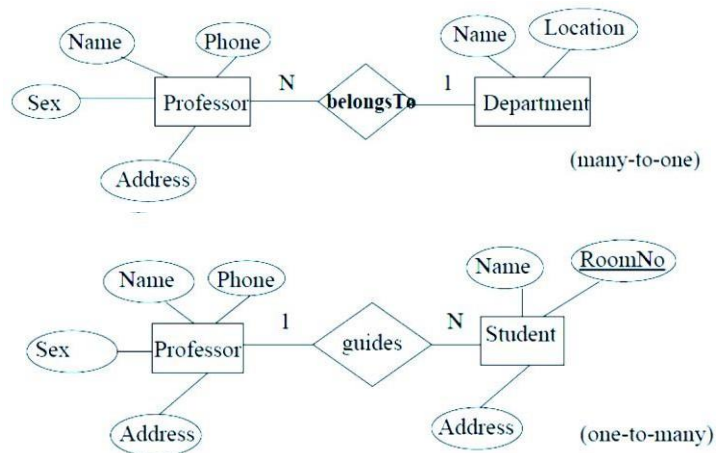 Name
Phone
Name
Location
Sex
Professor
N
belongsTo
1
Department
Address
(many-to-one)
Name
Phone
Name
RoomNo
Sex
Professor
1
guides
N
Student
Address
Address
(one-to-many)